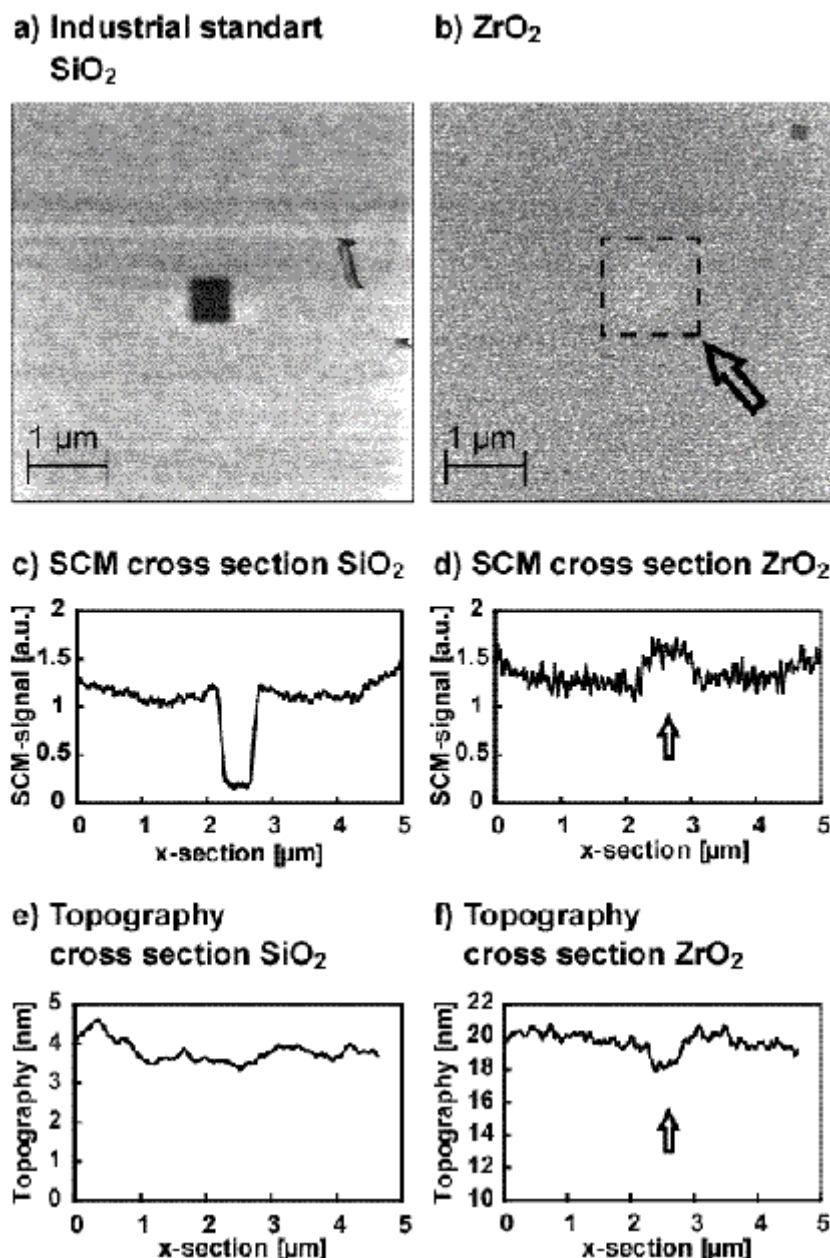 a) Industrial standart
SiO₂
b) ZrO₂
1 µm
1 µm
c) SCM cross section SiO₂
SCM-signal [a.u.]
2
1.5
1
0.5
0
0 1 2 3 4 5
x-section [µm]
d) SCM cross section ZrO₂
SCM-signal [a.u.]
2
1.5
1
0.5
0
0 1 2 3 4 5
x-section [µm]
e) Topography
cross section SiO₂
Topography [nm]
5
4
3
2
1
0
0 1 2 3 4 5
x-section [µm]
f) Topography
cross section ZrO₂
Topography [nm]
22
20
18
16
14
12
10
0 1 2 3 4 5
x-section [µm]